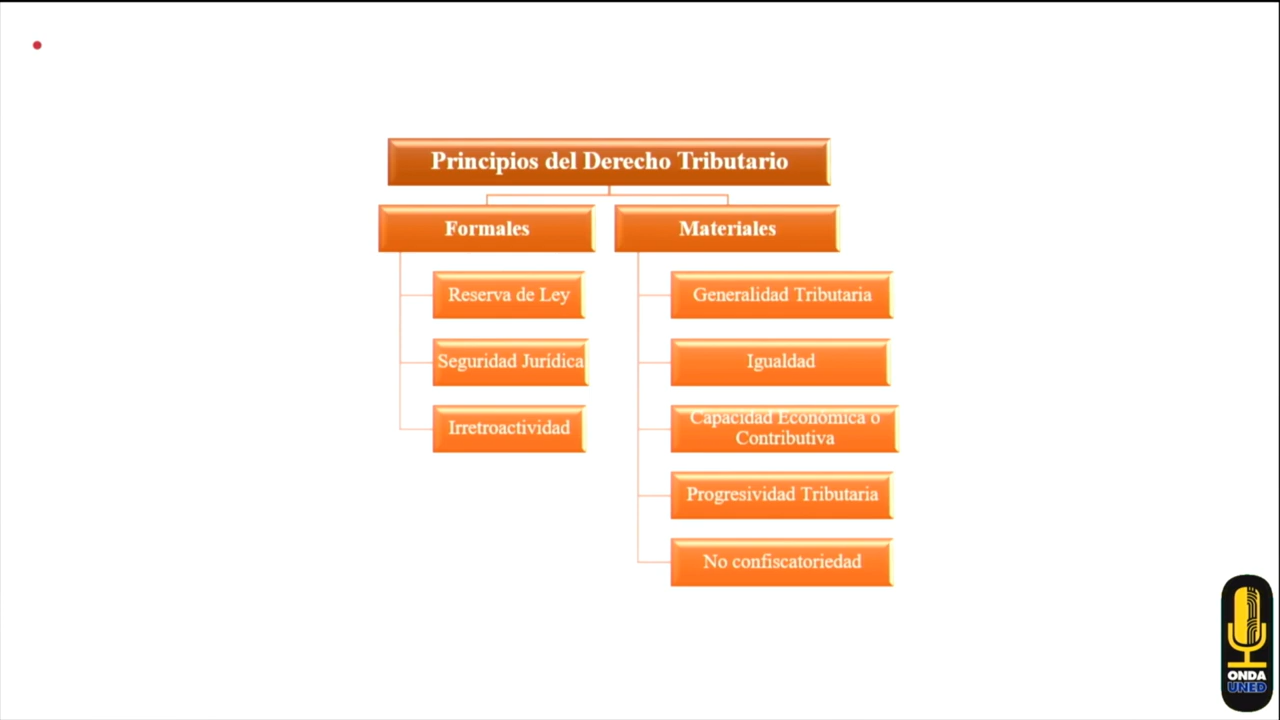 Principios del Derecho Tributario
Formales
Reserva de Ley
Seguridad Jurídica
Irretroactividad
Materiales
Generalidad Tributaria
Igualdad
Capacidad Económica o
Contributiva
Progresividad Tributaria
No confiscatoriedad
ONDA
UNED